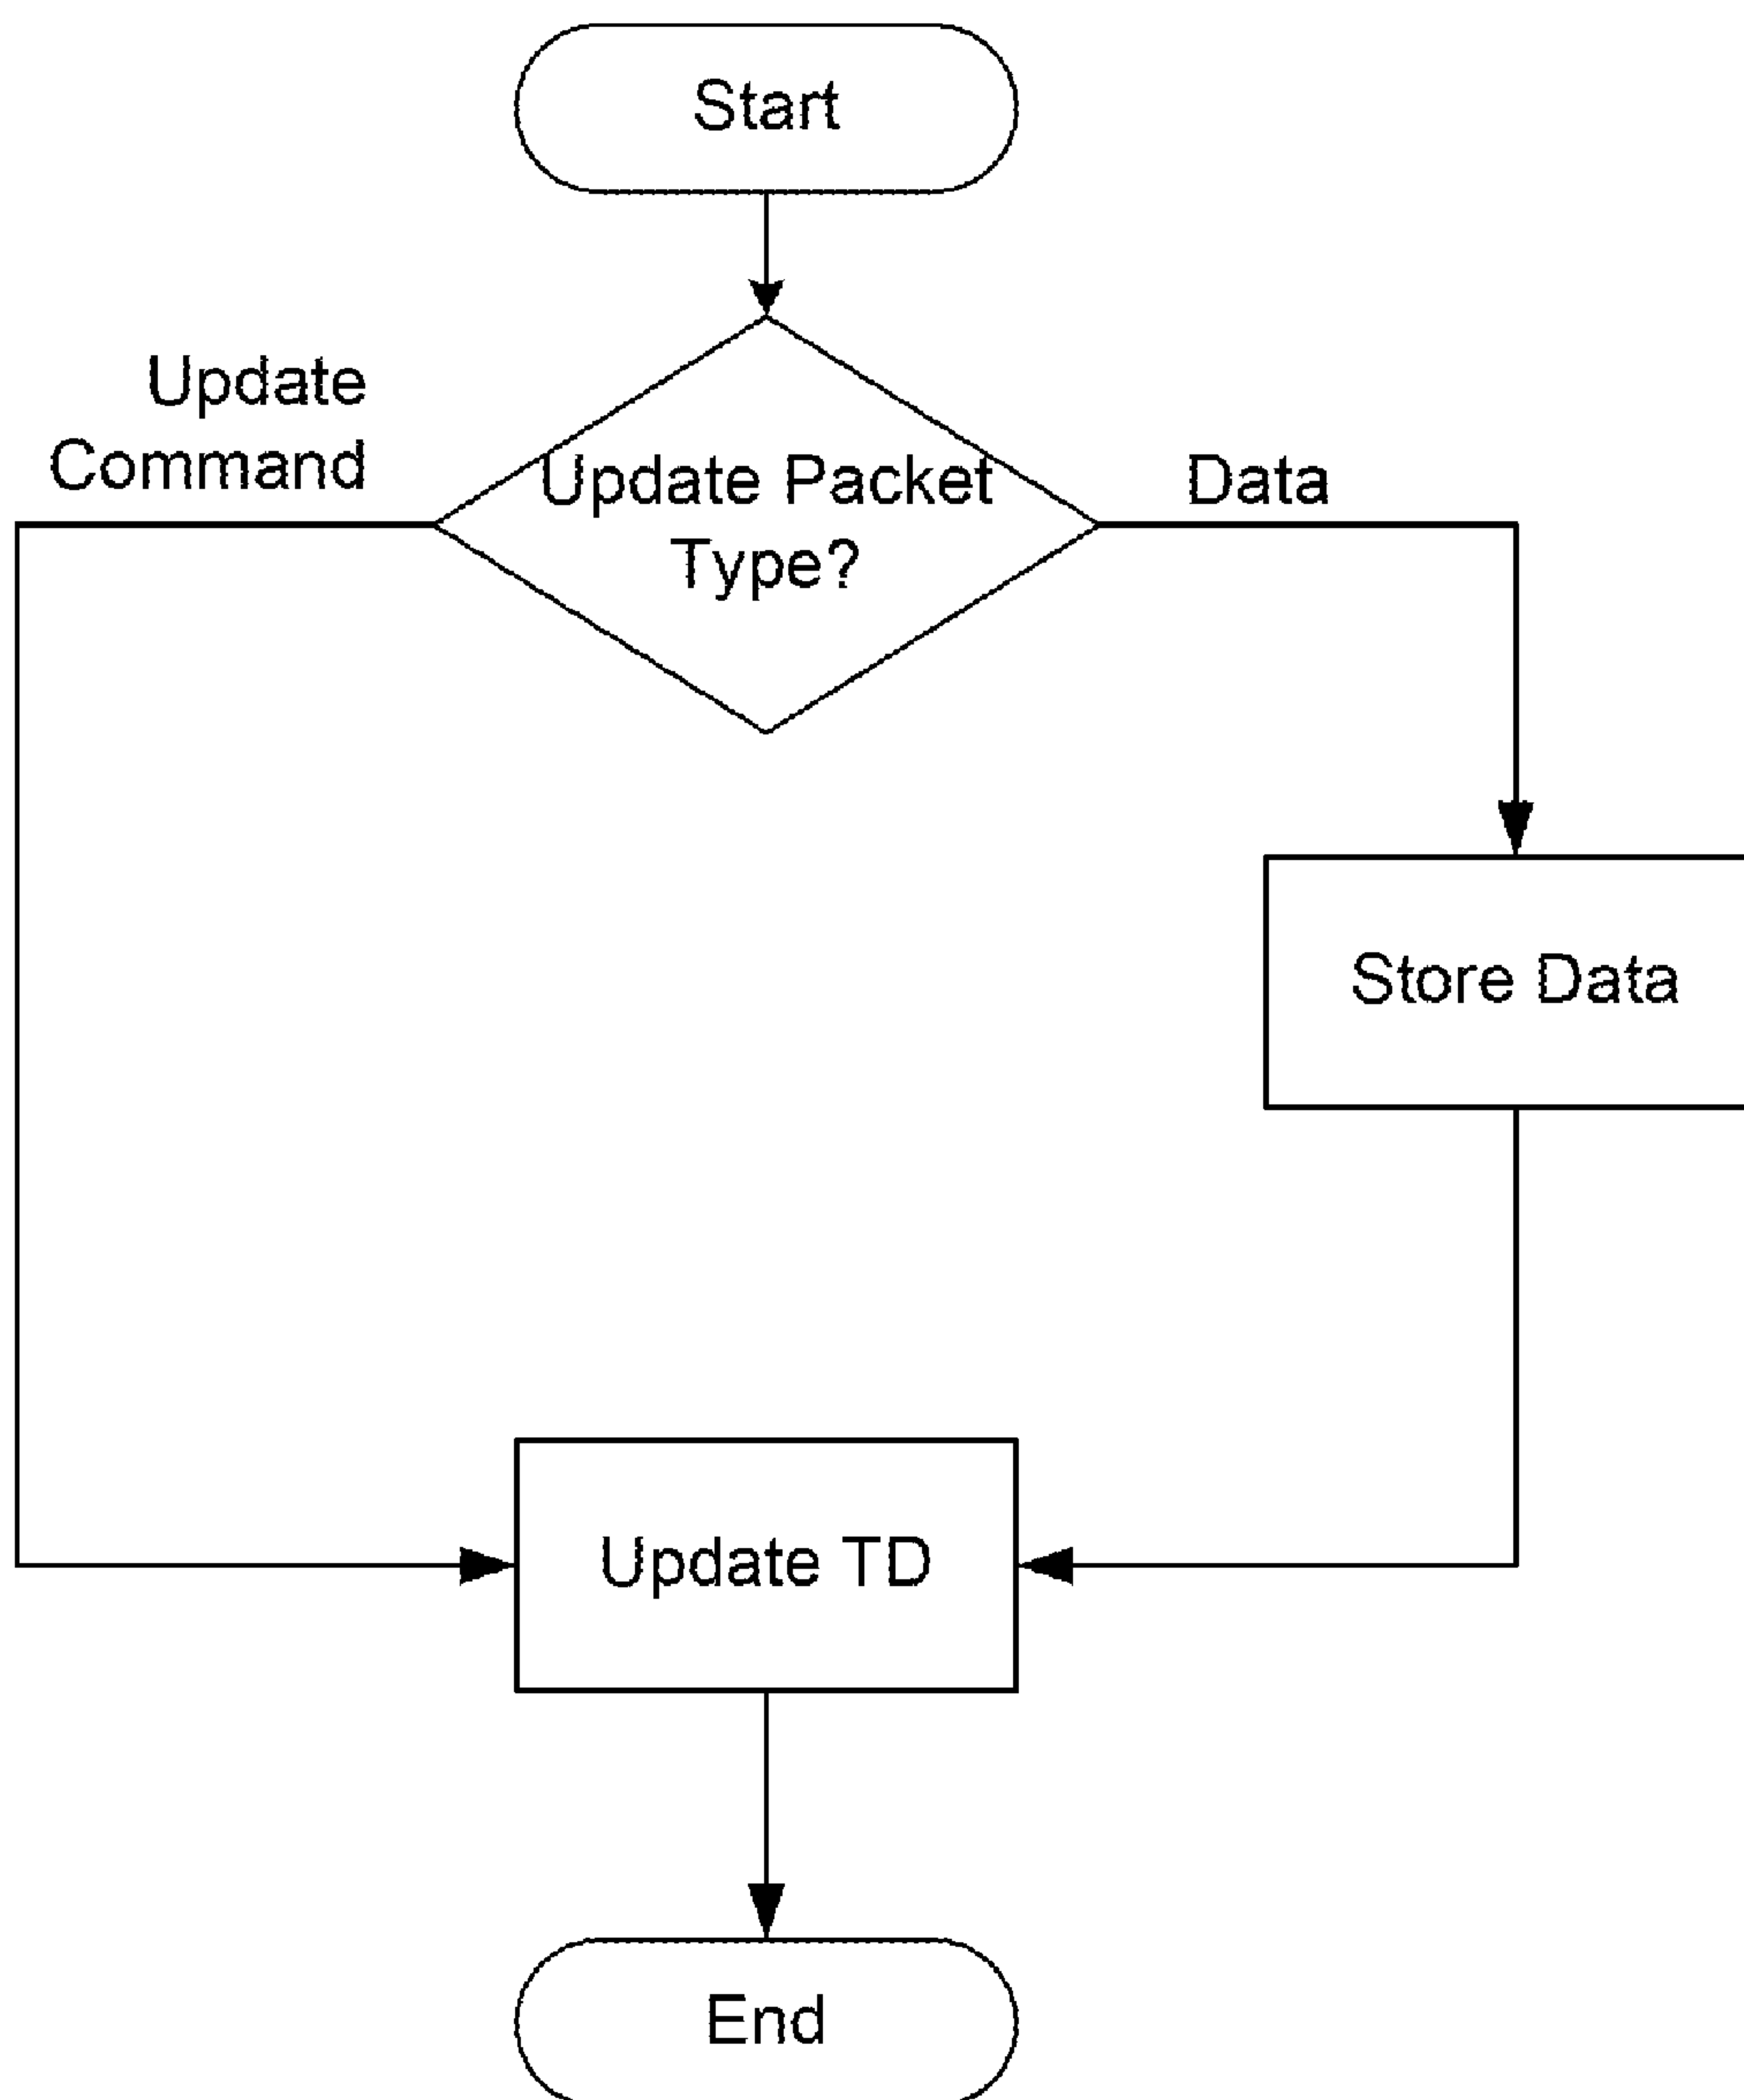 Start
Update
Command
Update Packet
Type?
Data
Store Data
Update TD
End